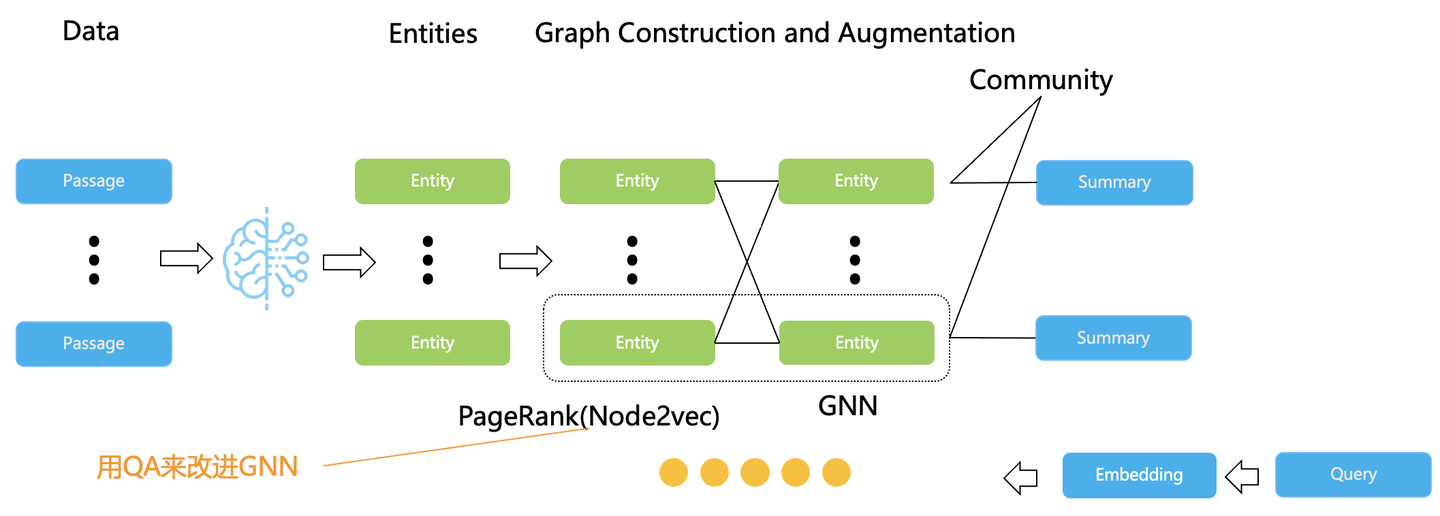 Data
Entities
Graph Construction and Augmentation
Community
Passage
Entity
Entity
Entity
Summary
Passage
Entity
Entity
Entity
Summary
PageRank(Node2vec)
GNN
用QA来改进GNN
Embedding
Query